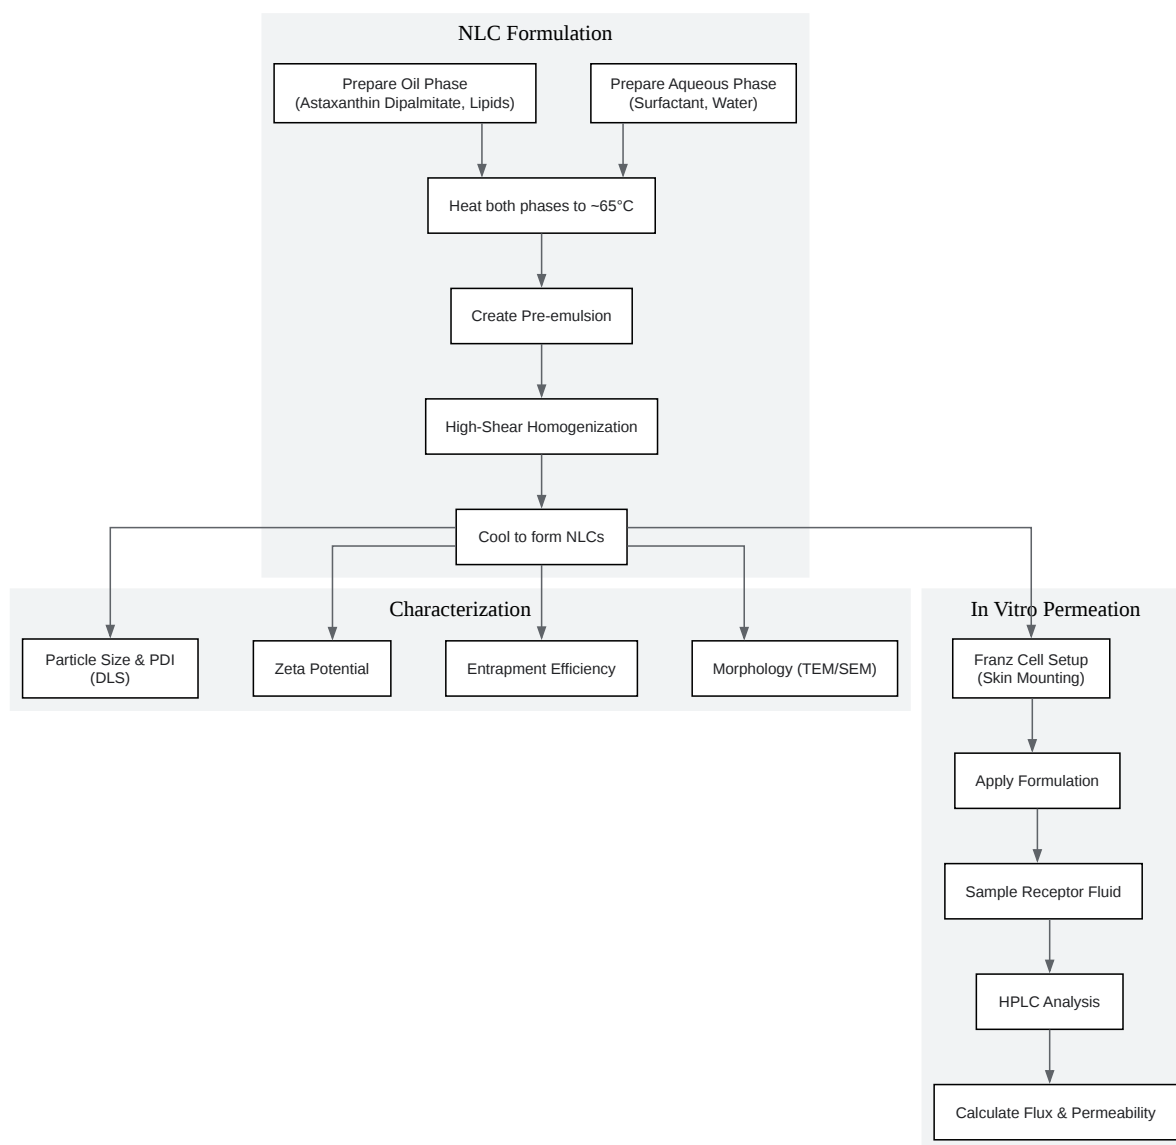 NLC Formulation
Prepare Oil Phase
(Astaxanthin Dipalmitate, Lipids)
Prepare Aqueous Phase
(Surfactant, Water)
Heat both phases to ~65°C
Create Pre-emulsion
High-Shear Homogenization
Cool to form NLCs
Characterization
Particle Size & PDI
(DLS)
Zeta Potential
Entrapment Efficiency
Morphology (TEM/SEM)
In Vitro Permeation
Franz Cell Setup
(Skin Mounting)
Apply Formulation
Sample Receptor Fluid
HPLC Analysis
Calculate Flux & Permeability